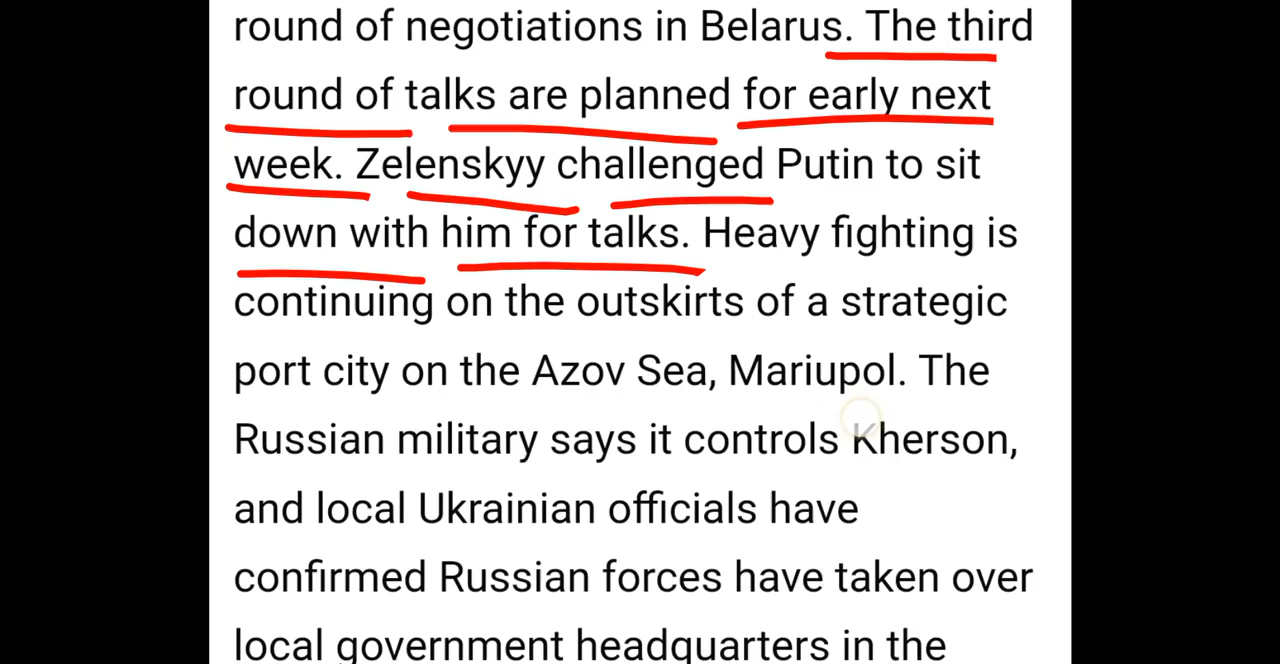 round of negotiations in Belarus. The third
round of talks are planned for early next
week. Zelenskyy challenged Putin to sit
down with him for talks. Heavy fighting is
continuing on the outskirts of a strategic
port city on the Azov Sea, Mariupol. The
Russian military says it controls Kherson,
and local Ukrainian officials have
confirmed Russian forces have taken over
local government headquarters in the